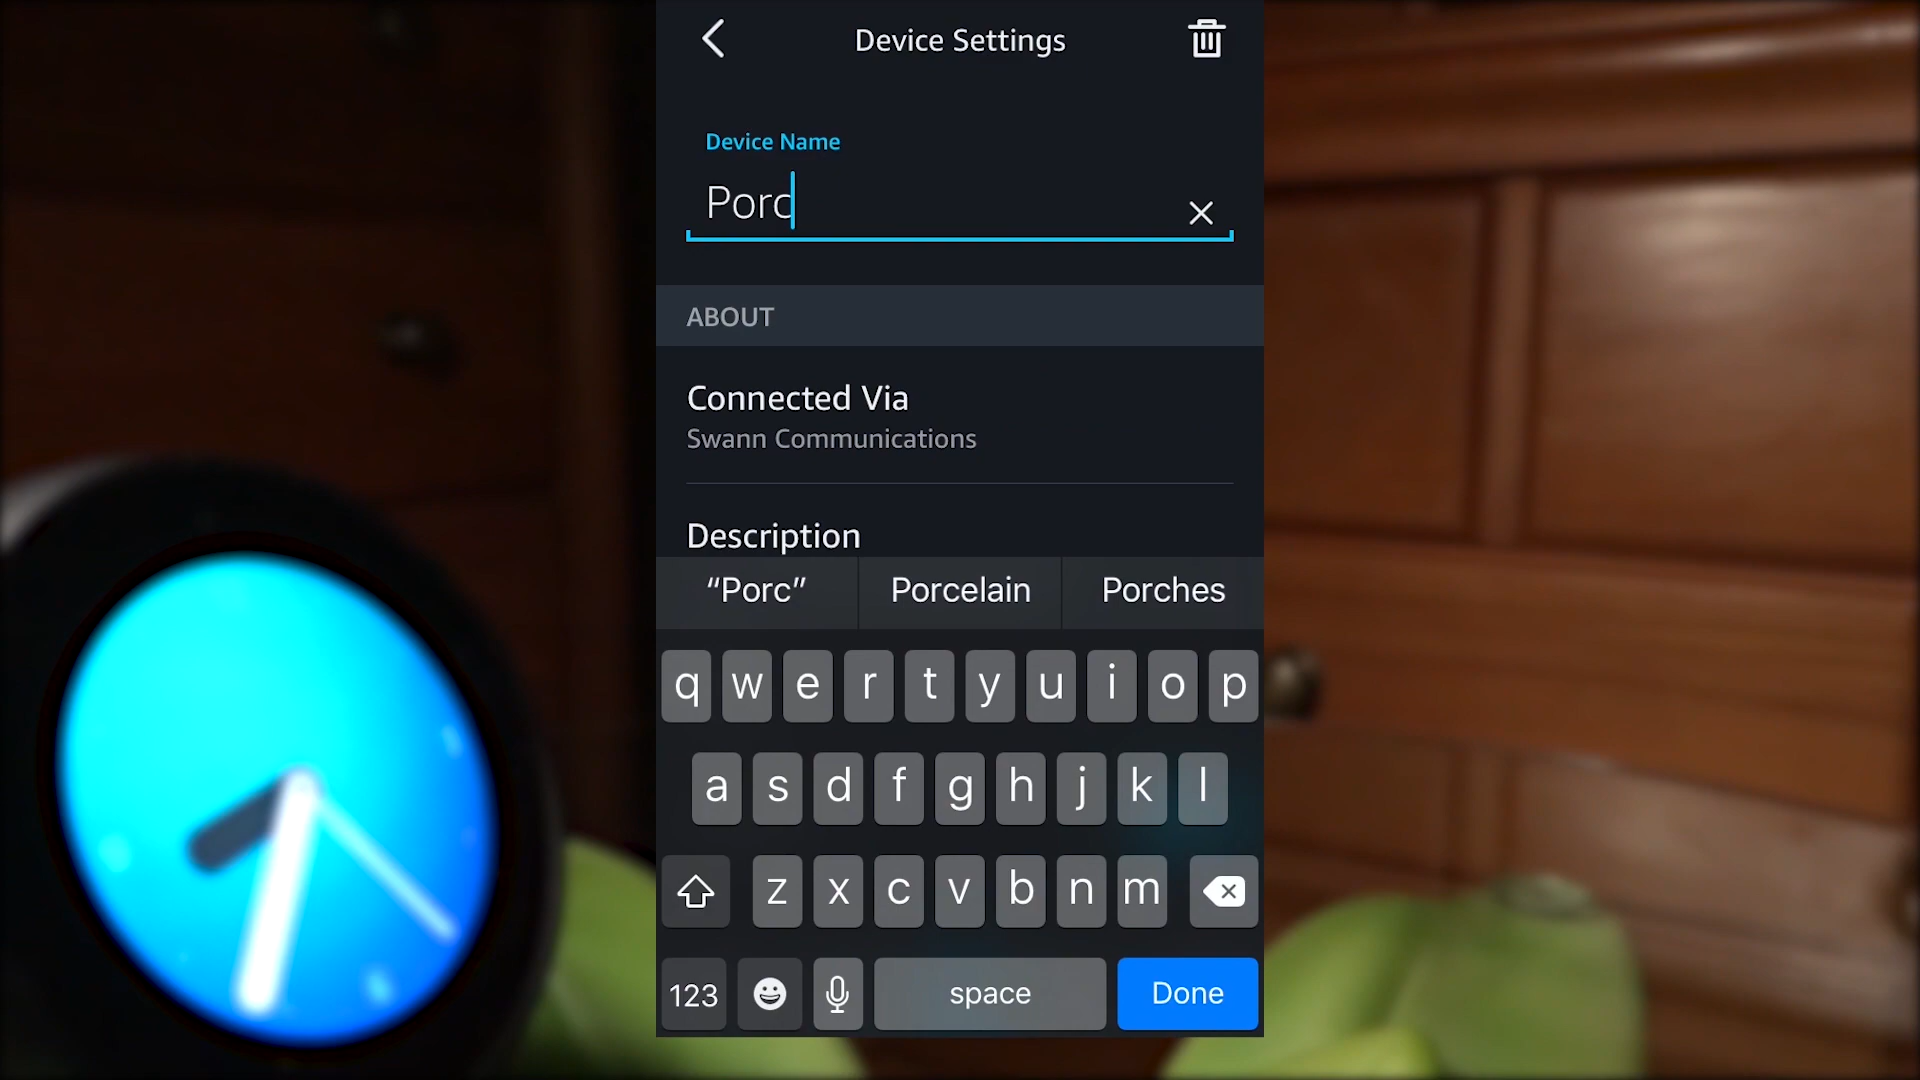 Device Settings
Device Name
Porc
ABOUT
Connected Via
Swann Communications
Description
“Porc” Porcelain Porches
q w e r t y u i o p
a s d f g h j k l
z x c v b n m
123 space Done